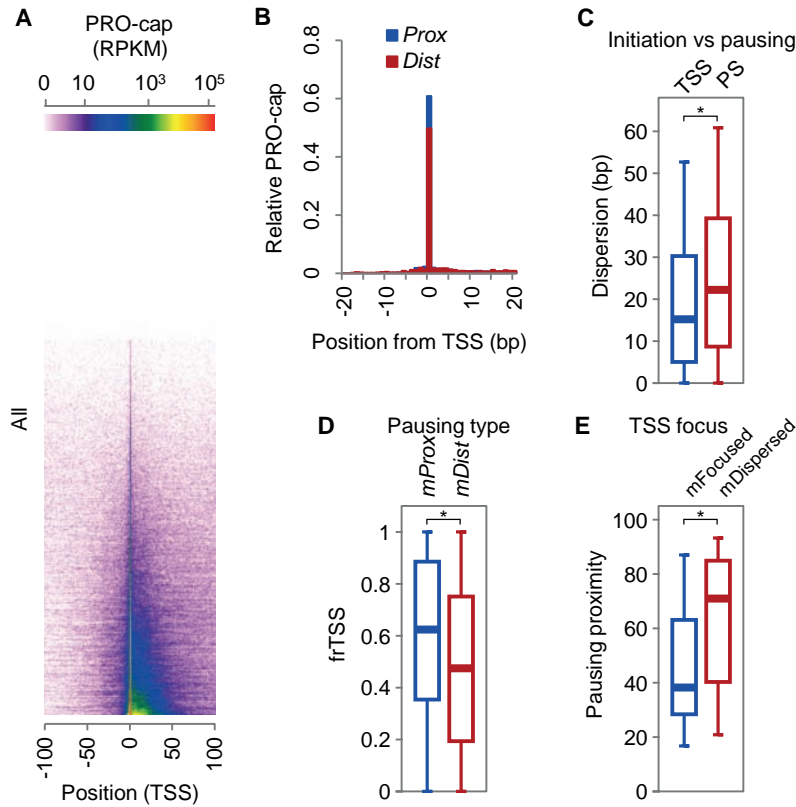 A
PRO-cap
(RPKM)
0 10 10³ 10⁵
All
-100 -50 0 50 100
Position (TSS)
B
Prox
Dist
0.8
0.6
0.4
0.2
0
Relative PRO-cap
-20 -10 0 10 20
Position from TSS (bp)
C
Initiation vs pausing
TSS PS
*
60
50
40
30
20
10
0
Dispersion (bp)
D
Pausing type
mProx mDist
*
1
0.8
0.6
0.4
0.2
0
frTSS
E
TSS focus
mFocused mDispersed
*
100
80
60
40
20
0
Pausing proximity